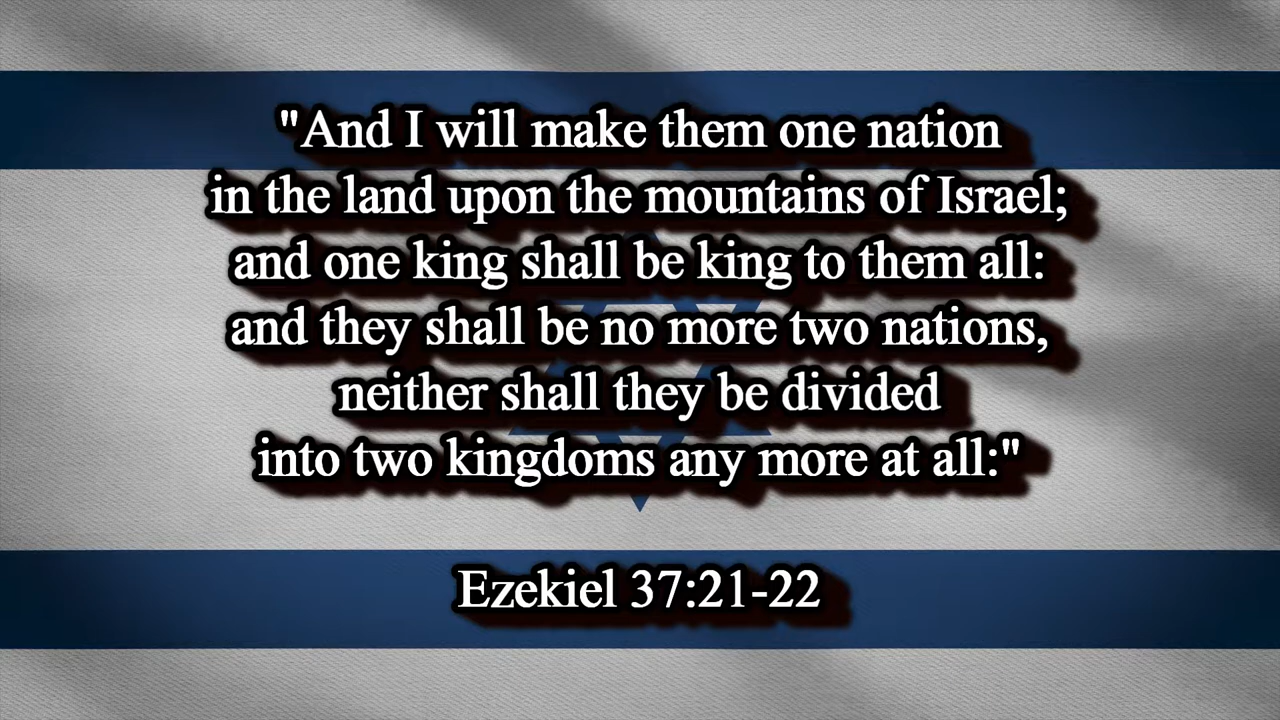 "And I will make them one nation
in the land upon the mountains of Israel;
and one king shall be king to them all:
and they shall be no more two nations,
neither shall they be divided
into two kingdoms any more at all:"
Ezekiel 37:21-22